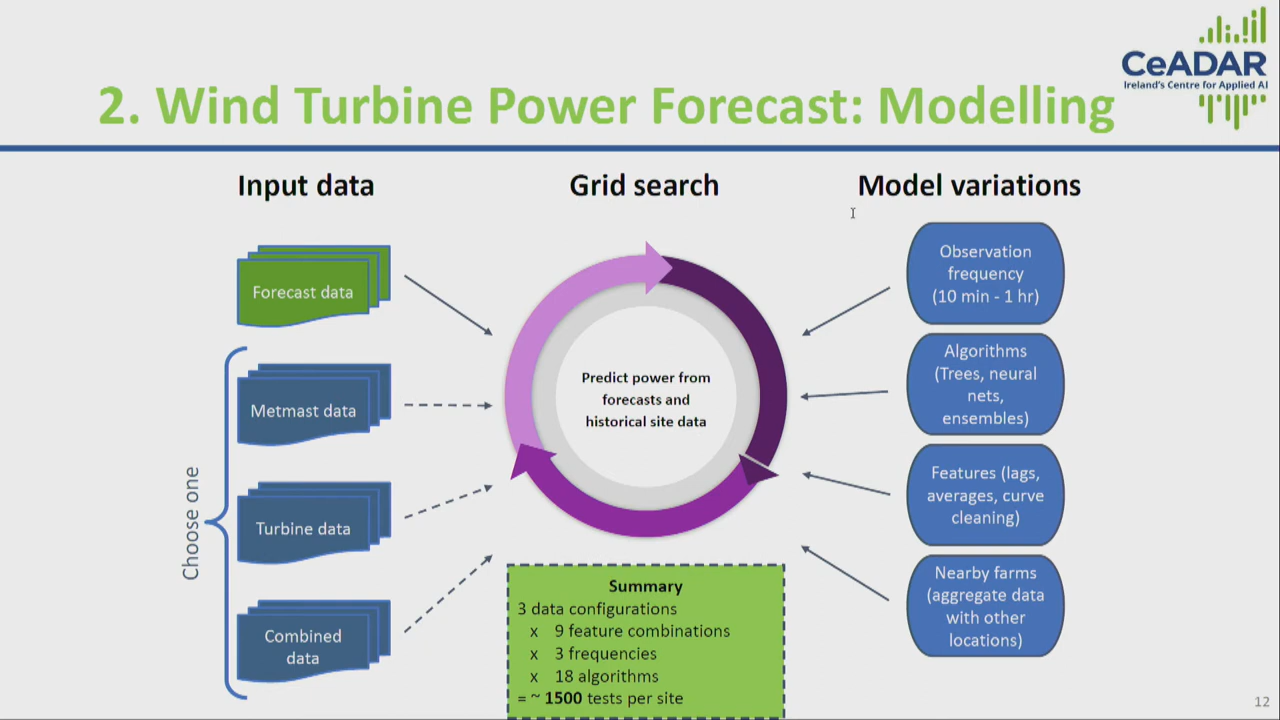 CeADAR
Ireland's Centre for Applied AI
2. Wind Turbine Power Forecast: Modelling
Input data
Forecast data
Choose one
Metmast data
Turbine data
Combined
data
Grid search
Predict power from
forecasts and
historical site data
Summary
3 data configurations
x 9 feature combinations
x 3 frequencies
x 18 algorithms
= ~ 1500 tests per site
Model variations
Observation
frequency
(10 min - 1 hr)
Algorithms
(Trees, neural
nets,
ensembles)
Features (lags,
averages, curve
cleaning)
Nearby farms
(aggregate data
with other
locations)
12